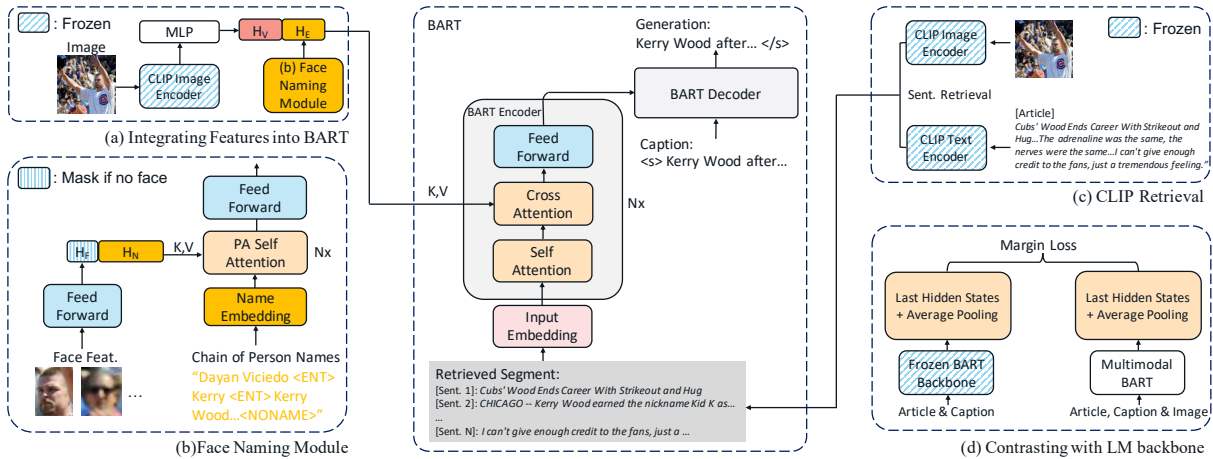 : Frozen
Image
MLP
CLIP Image
Encoder
H_V
H_E
(b) Face
Naming
Module
(a) Integrating Features into BART
: Mask if no face
Feed
Forward
PA Self
Attention
Nx
H_F
H_N
K,V
Feed
Forward
Name
Embedding
Face Feat.
...
Chain of Person Names
"Dayan Viciedo <ENT>
Kerry <ENT> Kerry
Wood...<NONAME>"
(b)Face Naming Module
BART
Generation:
Kerry Wood after... </s>
BART Decoder
Caption:
<s> Kerry Wood after...
BART Encoder
Feed
Forward
Cross
Attention
Self
Attention
K,V
Nx
Input
Embedding
Retrieved Segment:
[Sent. 1]: Cubs' Wood Ends Career With Strikeout and Hug
[Sent. 2]: CHICAGO -- Kerry Wood earned the nickname Kid K as...
...
[Sent. N]: I can't give enough credit to the fans, just a ...
CLIP Image
Encoder
: Frozen
Sent. Retrieval
CLIP Text
Encoder
[Article]
Cubs' Wood Ends Career With Strikeout and
Hug...The adrenaline was the same, the
nerves were the same...I can't give enough
credit to the fans, just a tremendous feeling."
(c) CLIP Retrieval
Margin Loss
Last Hidden States
+ Average Pooling
Last Hidden States
+ Average Pooling
Frozen BART
Backbone
Multimodal
BART
Article & Caption
Article, Caption & Image
(d) Contrasting with LM backbone